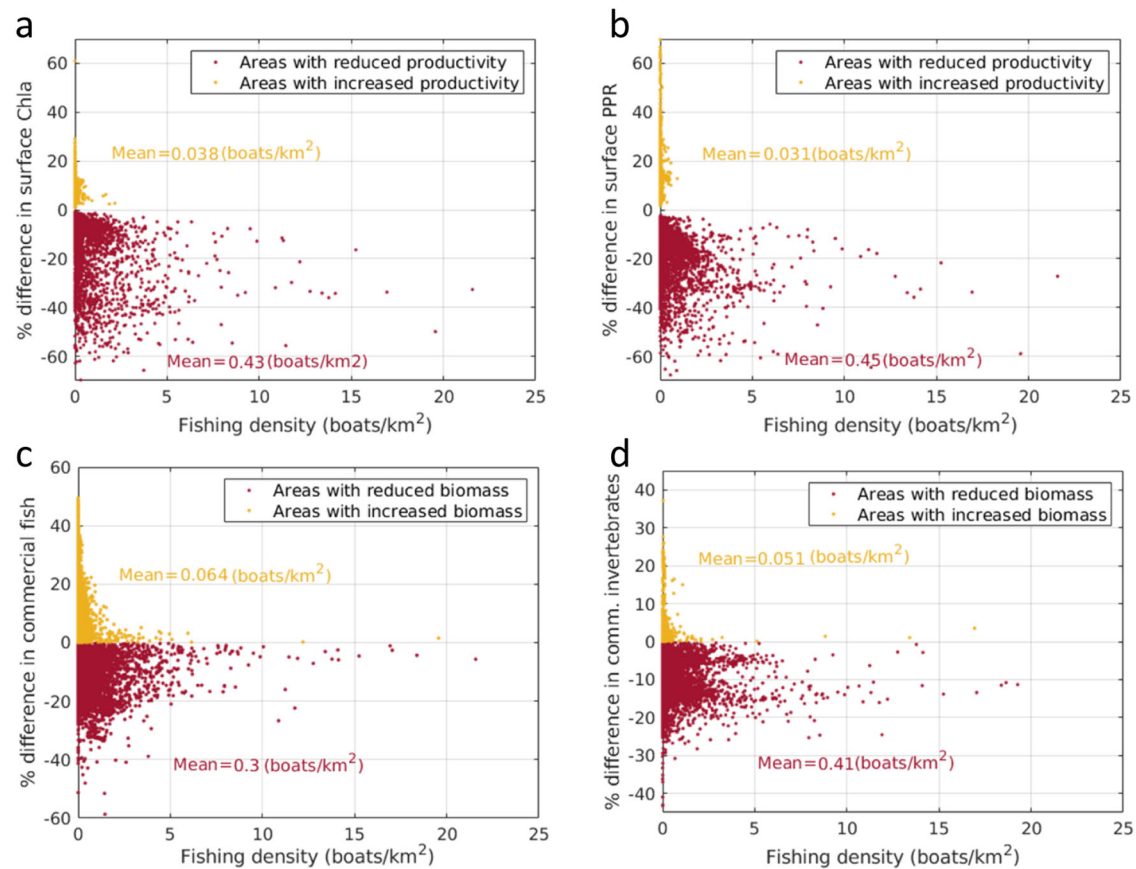 a
% difference in surface Chla
60
40
20
0
-20
-40
-60
Areas with reduced productivity
Areas with increased productivity
Mean=0.038 (boats/km²)
Mean=0.43 (boats/km2)
0 5 10 15 20 25
Fishing density (boats/km²)
b
% difference in surface PPR
60
40
20
0
-20
-40
-60
Areas with reduced productivity
Areas with increased productivity
Mean=0.031(boats/km²)
Mean=0.45(boats/km²)
0 5 10 15 20 25
Fishing density (boats/km²)
c
% difference in commercial fish
60
40
20
0
-20
-40
-60
Areas with reduced biomass
Areas with increased biomass
Mean=0.064 (boats/km²)
Mean=0.3 (boats/km²)
0 5 10 15 20 25
Fishing density (boats/km²)
d
% difference in comm. invertebrates
40
30
20
10
0
-10
-20
-30
-40
Areas with reduced biomass
Areas with increased biomass
Mean=0.051 (boats/km²)
Mean=0.41(boats/km²)
0 5 10 15 20 25
Fishing density (boats/km²)